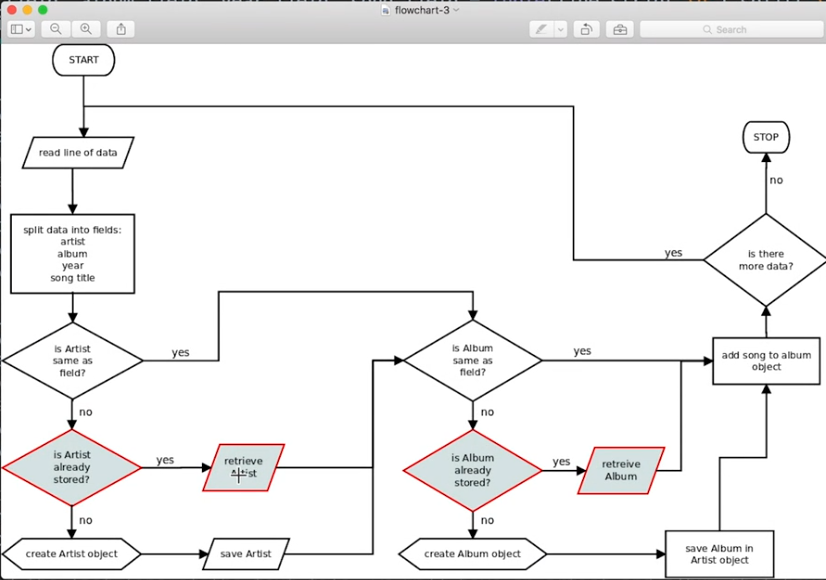 flowchart-3
Search
START
read line of data
split data into fields:
artist
album
year
song title
is Artist
same as
field?
yes
no
is Artist
already
stored?
yes
retrieve
Artist
no
create Artist object
save Artist
is Album
same as
field?
yes
no
is Album
already
stored?
yes
retreive
Album
no
create Album object
save Album in
Artist object
add song to album
object
is there
more data?
yes
no
STOP